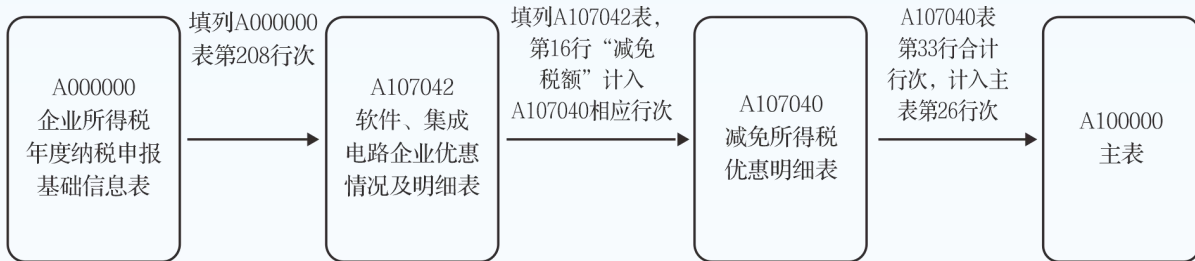 A000000
企业所得税
年度纳税申报
基础信息表
填列A000000
表第208行次
A107042
软件、集成
电路企业优惠
情况及明细表
填列A107042表，
第16行“减免
税额”计入
A107040相应行次
A107040
减免所得税
优惠明细表
A107040表
第33行合计
行次，计入主
表第26行次
A100000
主表